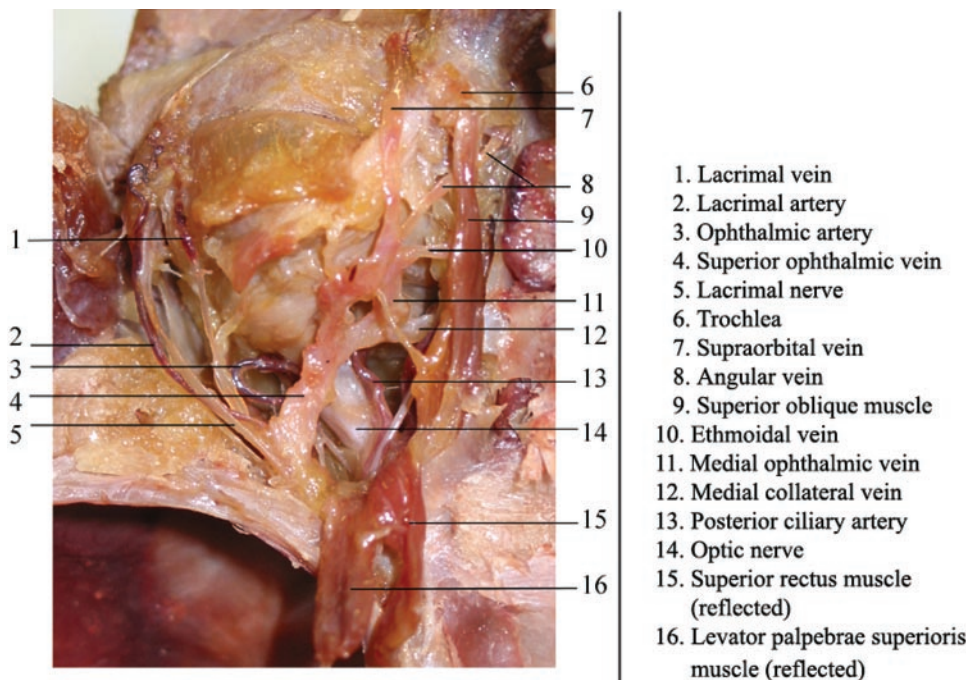 6
7
8
1
9
10
11
2
12
3
13
4
14
5
15
16
1. Lacrimal vein
2. Lacrimal artery
3. Ophthalmic artery
4. Superior ophthalmic vein
5. Lacrimal nerve
6. Trochlea
7. Supraorbital vein
8. Angular vein
9. Superior oblique muscle
10. Ethmoidal vein
11. Medial ophthalmic vein
12. Medial collateral vein
13. Posterior ciliary artery
14. Optic nerve
15. Superior rectus muscle
(reflected)
16. Levator palpebrae superioris
muscle (reflected)